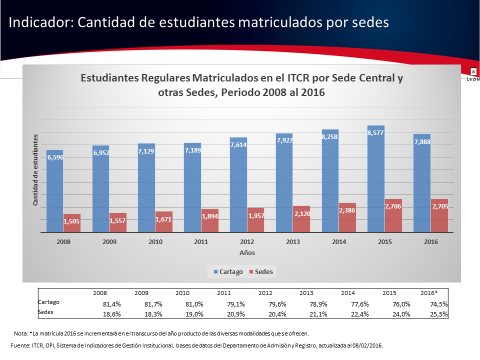 Indicador: Cantidad de estudiantes matriculados por sedes
Estudiantes Regulares Matriculados en el ITCR por Sede Central y
otras Sedes, Periodo 2008 al 2016
Cantidad de estudiantes
6,596 6,952 7,129 7,189 7,614 7,927 8,258 8,577 7,888
1,505 1,557 1,671 1,894 1,957 2,120 2,386 2,706 2,705
2008 2009 2010 2011 2012 2013 2014 2015 2016
Años
Cartago Sedes
2008 2009 2010 2011 2012 2013 2014 2015 2016*
Cartago 81,4% 81,7% 81,0% 79,1% 79,6% 78,9% 77,6% 76,0% 74,5%
Sedes 18,6% 18,3% 19,0% 20,9% 20,4% 21,1% 22,4% 24,0% 25,5%
Nota: *La matrícula 2016 se incrementará en el transcurso del año producto de las diversas modalidades que se ofrecen.
Fuente: ITCR, OPI, Sistema de Indicadores de Gestión Institucional, bases de datos del Departamento de Admisión y Registro, actualizada al 08/02/2016.